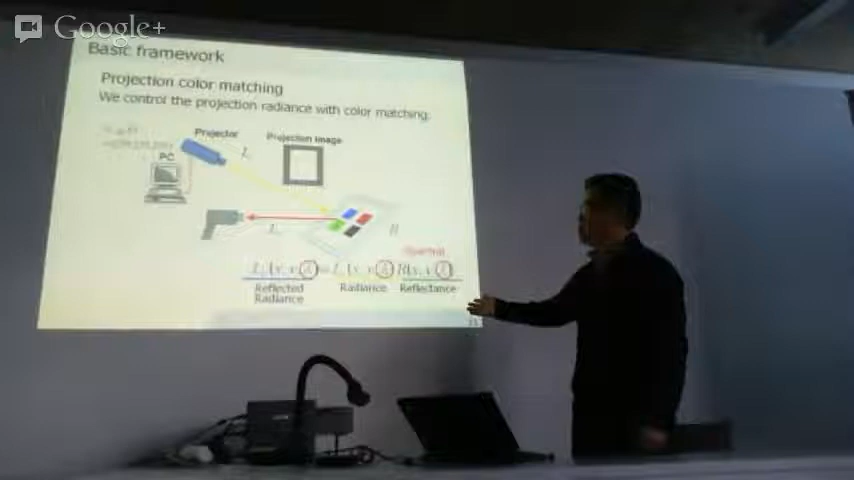 Google+
Basic framework
Projection color matching
We control the projection radiance with color matching.
Projector
Projection image
PC
L
L
R
Spectral
Reflected
Radiance
Radiance
Reflectance